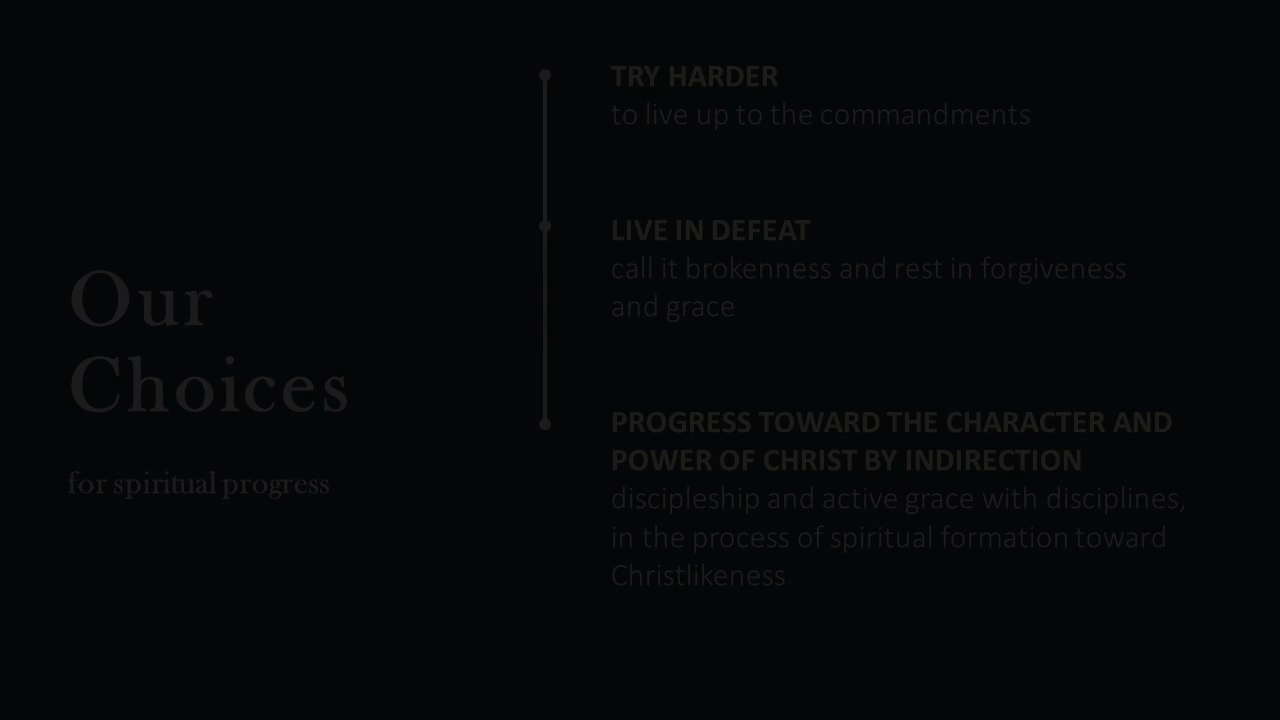 Our
Choices
for spiritual progress
TRY HARDER
to live up to the commandments
LIVE IN DEFEAT
call it brokenness and rest in forgiveness
and grace
PROGRESS TOWARD THE CHARACTER AND
POWER OF CHRIST BY INDIRECTION
discipleship and active grace with disciplines,
in the process of spiritual formation toward
Christlikeness